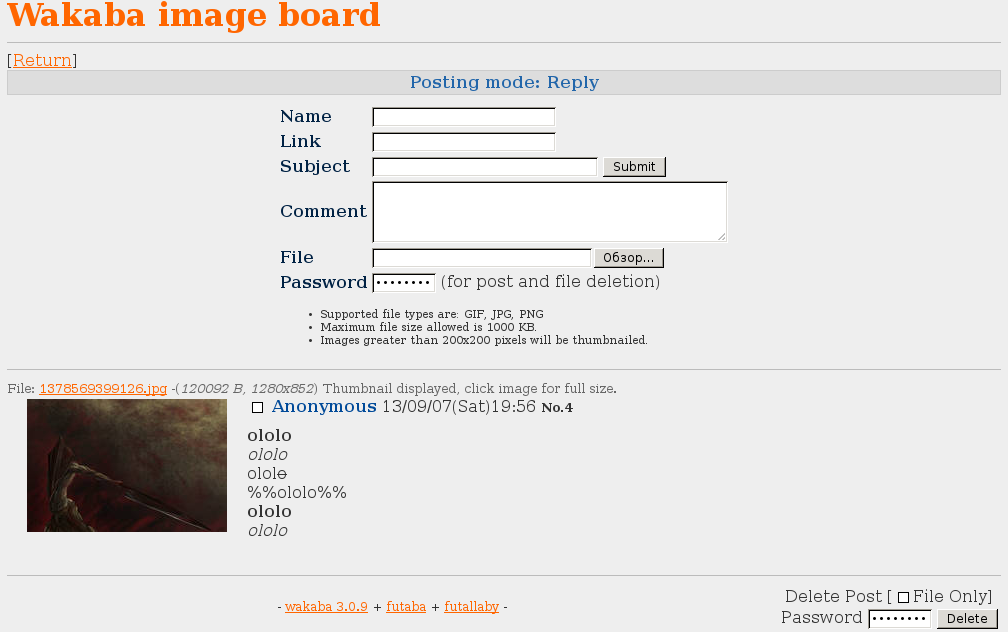 Wakaba image board
[Return]
Posting mode: Reply
Name
Link
Subject Submit
Comment
File Обзор...
Password •••••••• (for post and file deletion)
• Supported file types are: GIF, JPG, PNG
• Maximum file size allowed is 1000 KB.
• Images greater than 200x200 pixels will be thumbnailed.
File: 1378569399126.jpg -(120092 B, 1280x852) Thumbnail displayed, click image for full size.
Anonymous 13/09/07(Sat)19:56 No.4
ololo
ololo
ololo
%%ololo%%
ololo
ololo
- wakaba 3.0.9 + futaba + futallaby -
Delete Post [ File Only]
Password •••••••• Delete